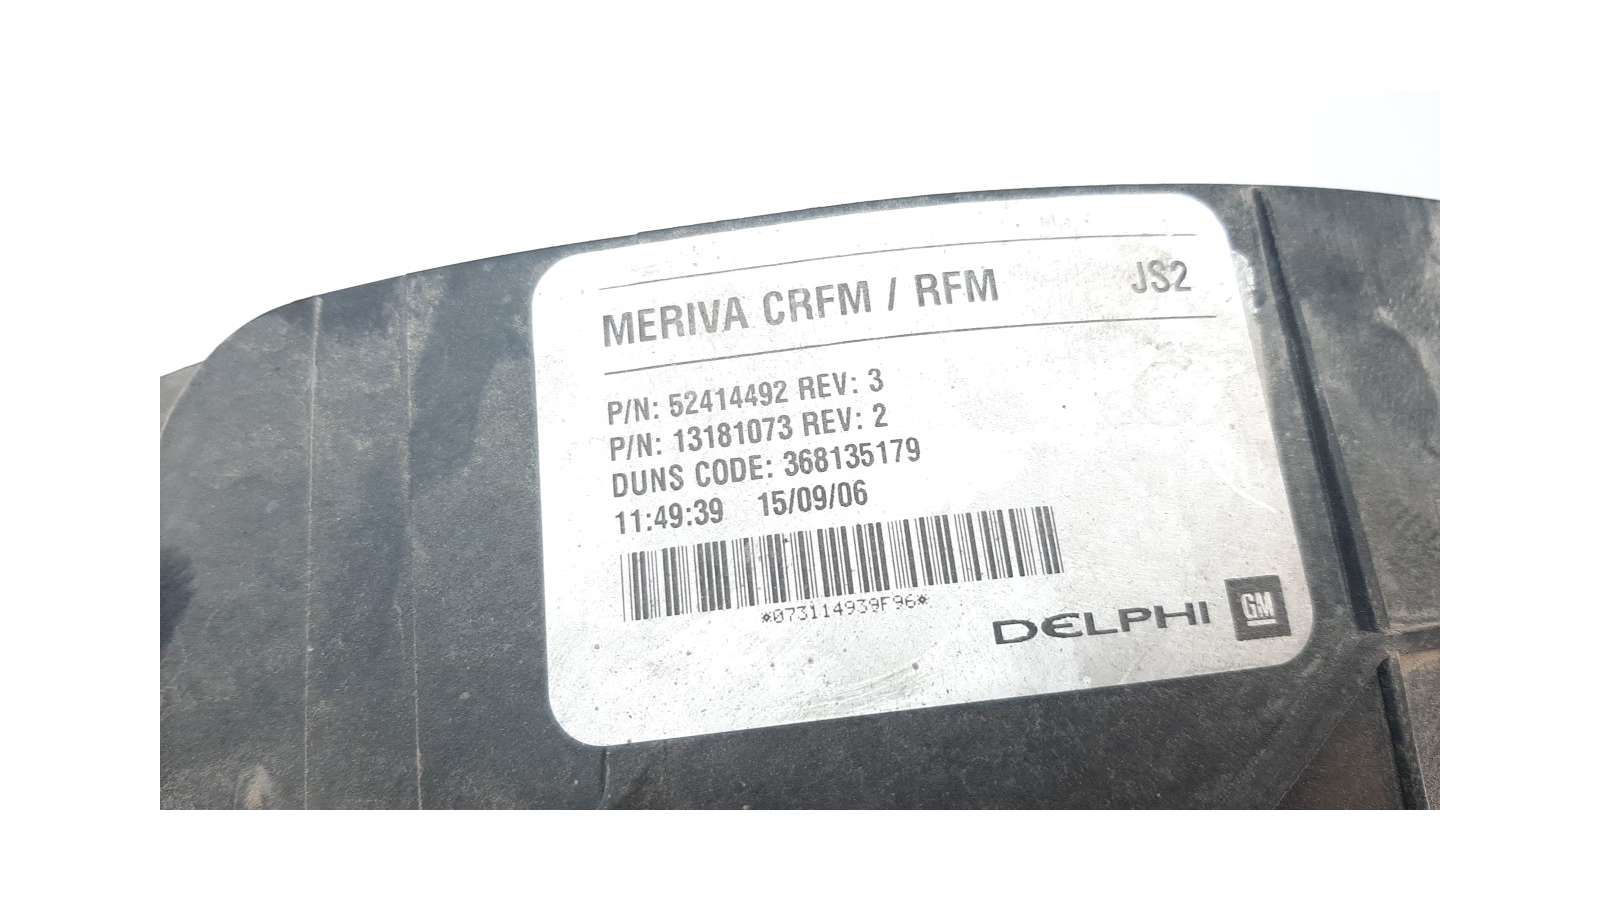 MERIVA CRFM / RFM JS2
P/N: 52414492 REV: 3
P/N: 13181073 REV: 2
DUNS CODE: 368135179
11:49:39 15/09/06
*073114939F96*
DELPHI GM